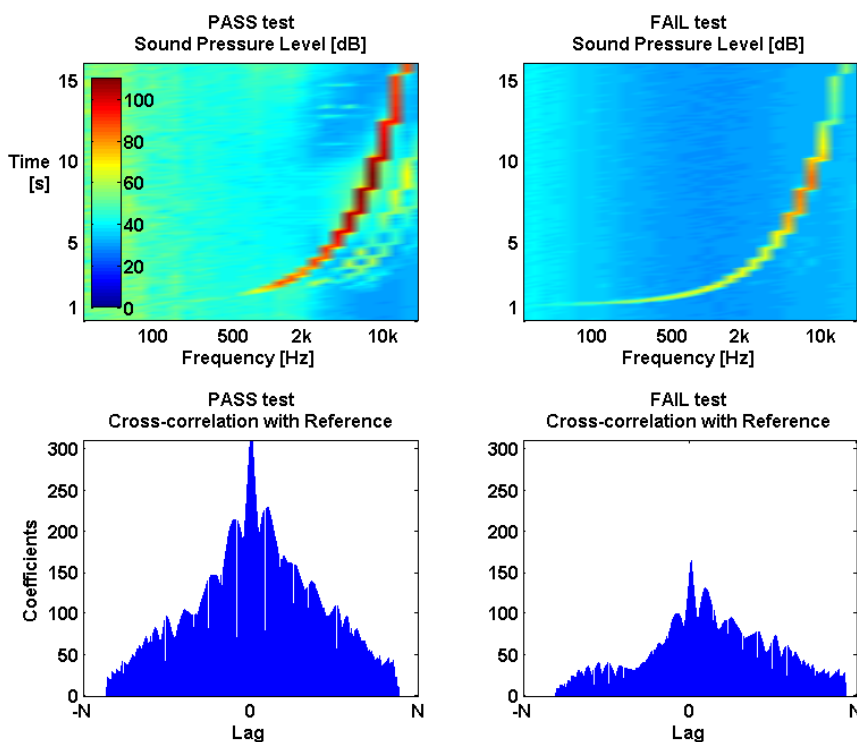 PASS test
Sound Pressure Level [dB]
15
10
5
1
Time
[s]
100
80
60
40
20
0
100 500 2k 10k
Frequency [Hz]
FAIL test
Sound Pressure Level [dB]
15
10
5
1
100 500 2k 10k
Frequency [Hz]
PASS test
Cross-correlation with Reference
300
250
200
150
100
50
0
Coefficients
-N 0 N
Lag
FAIL test
Cross-correlation with Reference
300
250
200
150
100
50
0
-N 0 N
Lag